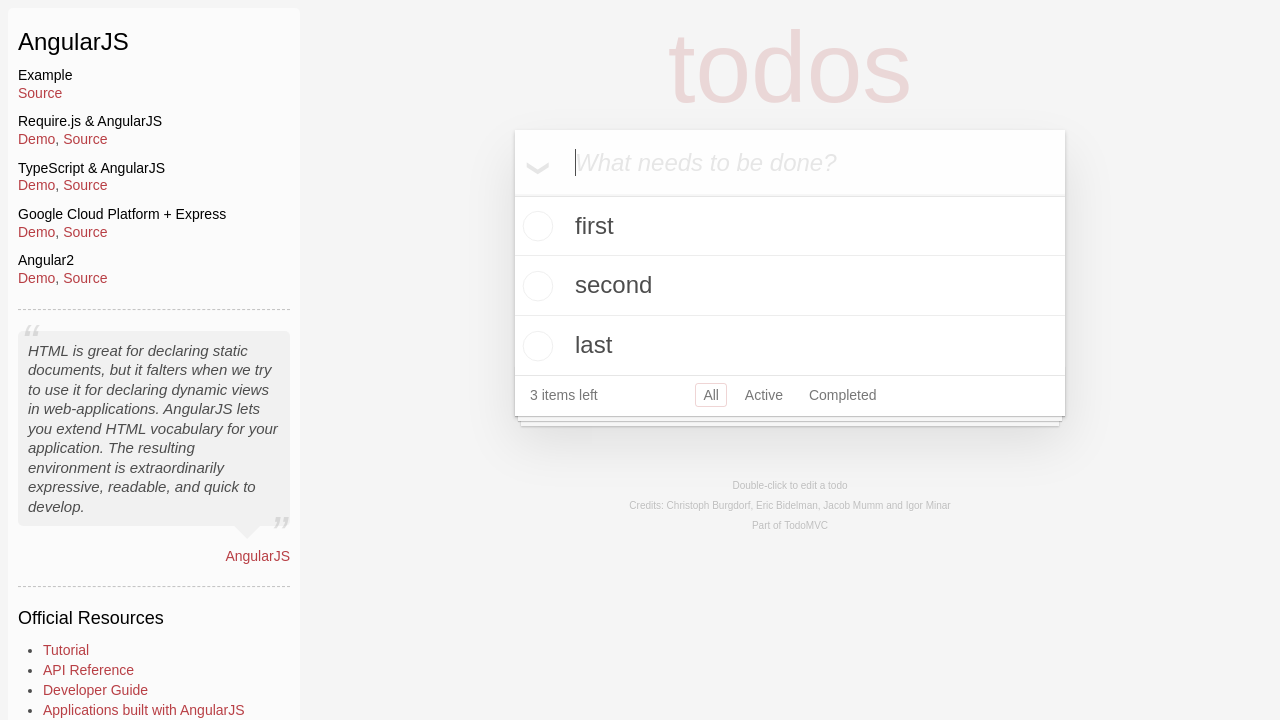 AngularJS
Example
Source
Require.js & AngularJS
Demo, Source
TypeScript & AngularJS
Demo, Source
Google Cloud Platform + Express
Demo, Source
Angular2
Demo, Source
“
HTML is great for declaring static
documents, but it falters when we try
to use it for declaring dynamic views
in web-applications. AngularJS lets
you extend HTML vocabulary for your
application. The resulting
environment is extraordinarily
expressive, readable, and quick to
develop.
”
AngularJS
Official Resources
Tutorial
API Reference
Developer Guide
Applications built with AngularJS
todos
What needs to be done?
first
second
last
3 items left
All Active Completed
Double-click to edit a todo
Credits: Christoph Burgdorf, Eric Bidelman, Jacob Mumm and Igor Minar
Part of TodoMVC